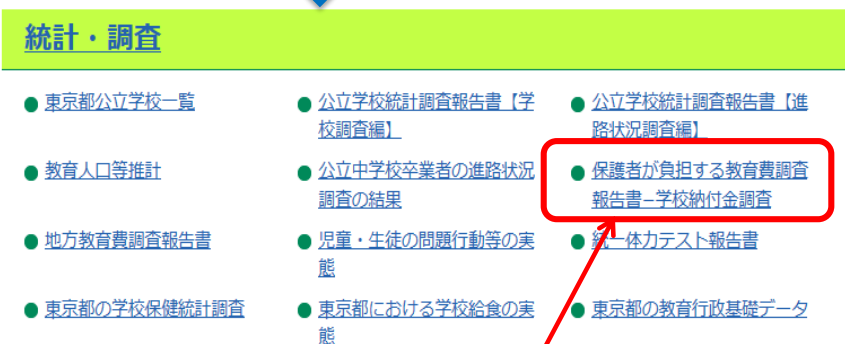 統計・調査
東京都公立学校一覧
公立学校統計調査報告書【学
校調査編】
公立学校統計調査報告書【進
路状況調査編】
教育人口等推計
公立中学校卒業者の進路状況
調査の結果
保護者が負担する教育費調査
報告書–学校納付金調査
地方教育費調査報告書
児童・生徒の問題行動等の実
態
統一体力テスト報告書
東京都の学校保健統計調査
東京都における学校給食の実
態
東京都の教育行政基礎データ